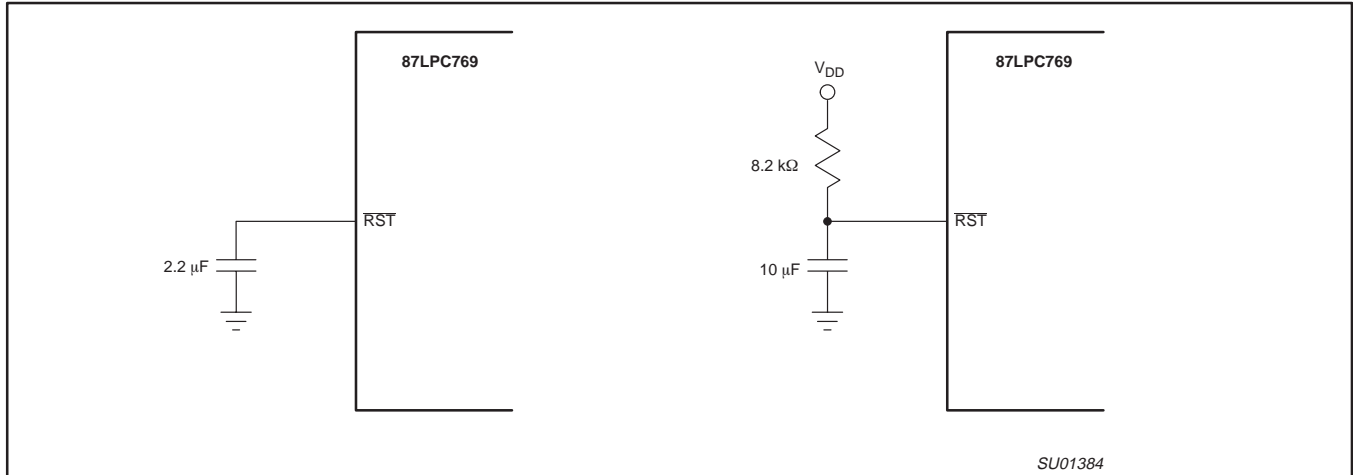 87LPC769
RST
2.2 μF
87LPC769
VDD
8.2 kΩ
RST
10 μF
SU01384